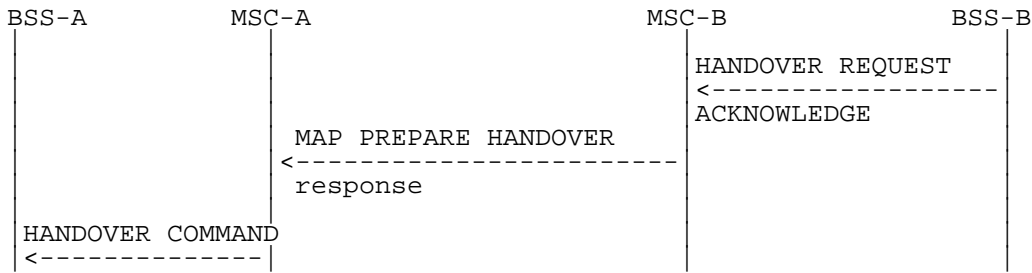 BSS-A MSC-A MSC-B BSS-B
HANDOVER REQUEST
ACKNOWLEDGE
MAP PREPARE HANDOVER
response
HANDOVER COMMAND